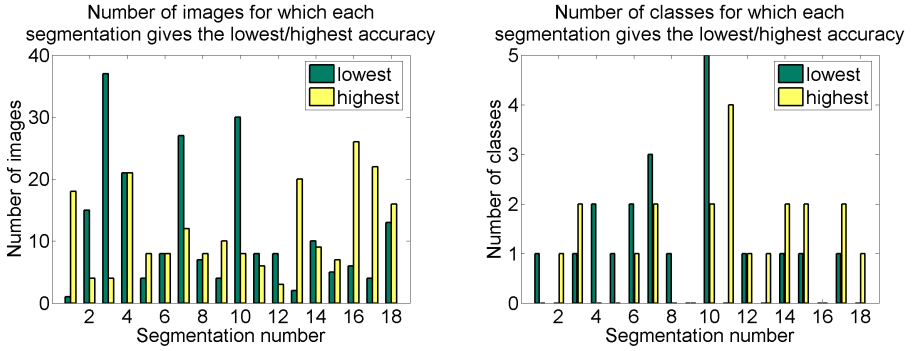 Number of images for which each
segmentation gives the lowest/highest accuracy
40
30
20
10
0
Number of images
lowest
highest
2 4 6 8 10 12 14 16 18
Segmentation number
Number of classes for which each
segmentation gives the lowest/highest accuracy
5
4
3
2
1
0
Number of classes
lowest
highest
2 4 6 8 10 12 14 16 18
Segmentation number